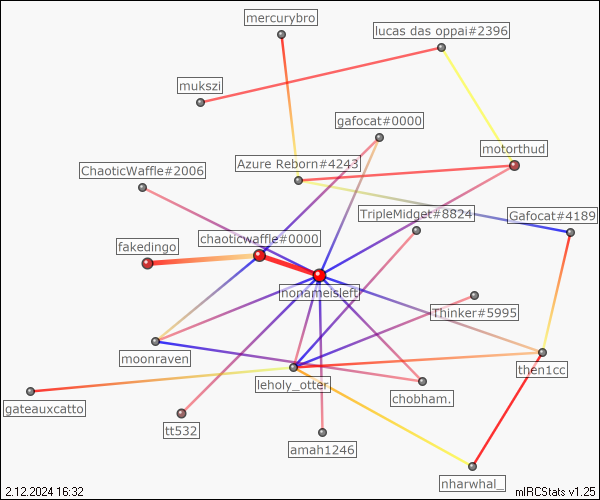 mercurybro
lucas das oppai#2396
mukszi
gafocat#0000
motorthud
Azure Reborn#4243
ChaoticWaffle#2006
TripleMidget#8824
Gafocat#4189
chaoticwaffle#0000
fakedingo
nonameisleft
Thinker#5995
moonraven
then1cc
leholy_otter
chobham.
gateauxcatto
tt532
amah1246
nharwhal_
2.12.2024 16:32
mIRCStats v1.25